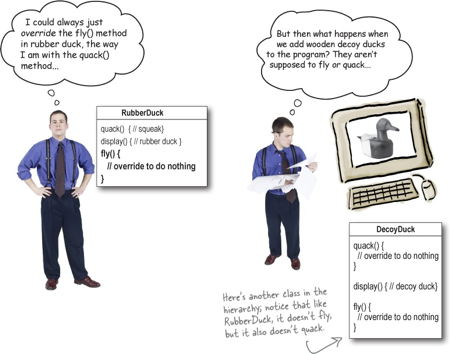 I could always just
override the fly() method
in rubber duck, the way
I am with the quack()
method...
RubberDuck
quack() { // squeak}
display() { // rubber duck }
fly() {
// override to do nothing
}
But then what happens when
we add wooden decoy ducks
to the program? They aren't
supposed to fly or quack...
DecoyDuck
quack() {
// override to do nothing
}
display() { // decoy duck}
fly() {
// override to do nothing
}
Here's another class in the
hierarchy; notice that like
RubberDuck, it doesn't fly,
but it also doesn't quack.